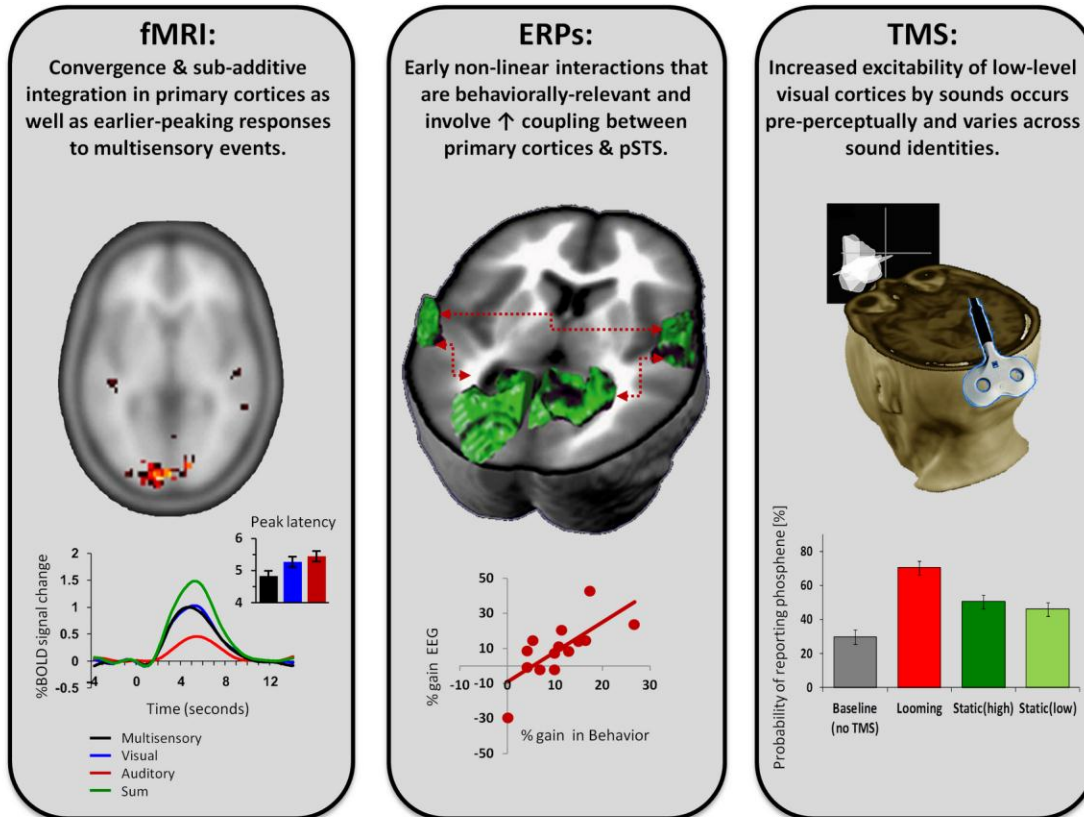 fMRI:
Convergence & sub-additive
integration in primary cortices as
well as earlier-peaking responses
to multisensory events.
Peak latency
6
5
4
2
1.5
1
0.5
0
-0.5
%BOLD signal change
-4
0
4
8
12
Time (seconds)
Multisensory
Visual
Auditory
Sum
ERPs:
Early non-linear interactions that
are behaviorally-relevant and
involve ↑ coupling between
primary cortices & pSTS.
50
30
10
-10
-30
-50
% gain EEG
-10
0
10
20
30
% gain in Behavior
TMS:
Increased excitability of low-level
visual cortices by sounds occurs
pre-perceptually and varies across
sound identities.
Probability of reporting phosphene [%]
80
60
40
20
0
Baseline
(no TMS)
Looming
Static(high)
Static(low)